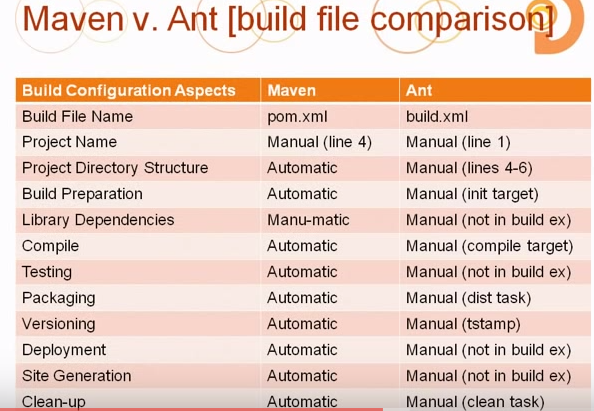 Maven v. Ant [build file comparison]
Build Configuration Aspects Maven Ant
Build File Name pom.xml build.xml
Project Name Manual (line 4) Manual (line 1)
Project Directory Structure Automatic Manual (lines 4-6)
Build Preparation Automatic Manual (init target)
Library Dependencies Manu-matic Manual (not in build ex)
Compile Automatic Manual (compile target)
Testing Automatic Manual (not in build ex)
Packaging Automatic Manual (dist task)
Versioning Automatic Manual (tstamp)
Deployment Automatic Manual (not in build ex)
Site Generation Automatic Manual (not in build ex)
Clean-up Automatic Manual (clean task)